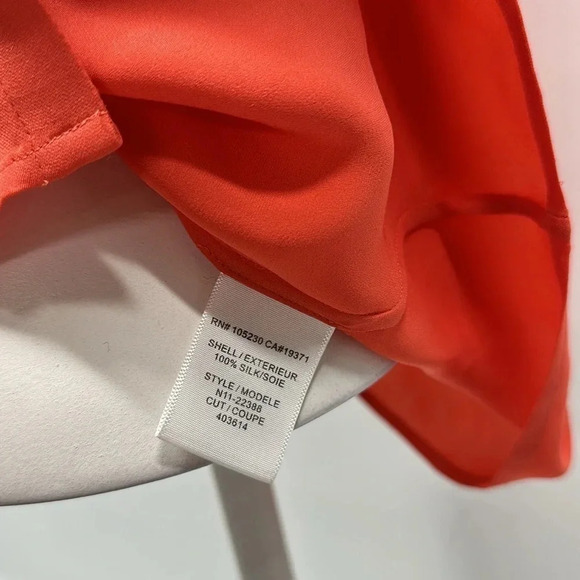 RN# 105230 CA#19371
SHELL / EXTERIEUR
100% SILK/SOIE
STYLE / MODELE
N11-22388
CUT / COUPE
403614